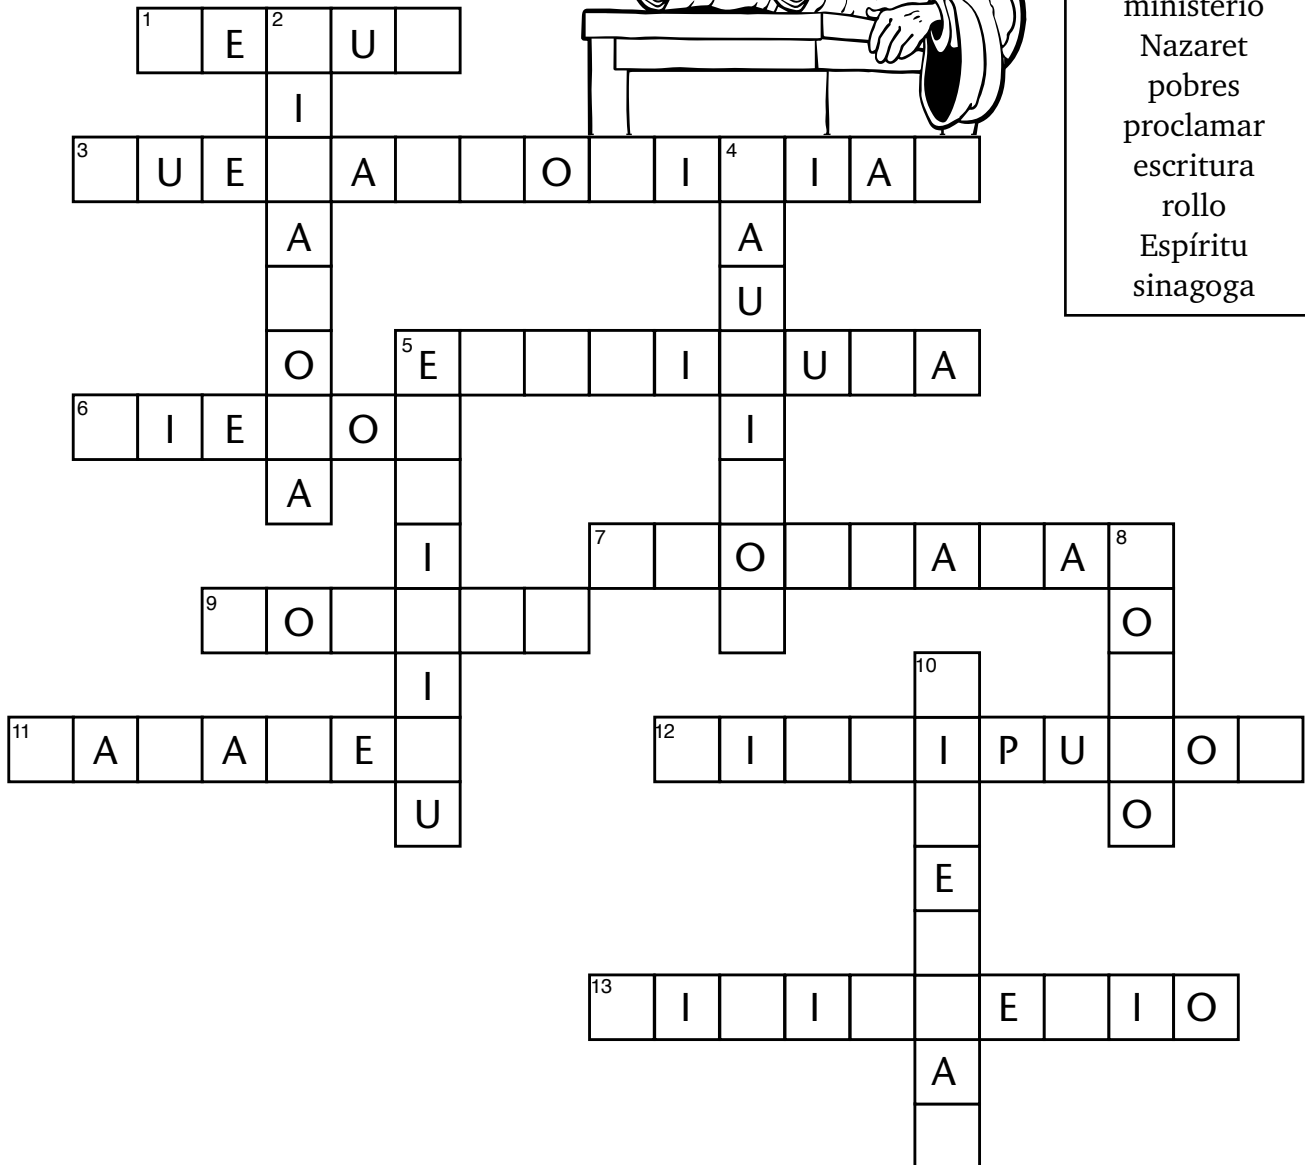 ministerio
Nazaret
pobres
proclamar
escritura
rollo
Espíritu
sinagoga
1 E 2 U
I
3 U E A O I 4 I A
A A
U
O 5 E I U A
6 I E O I
A
I 7 O A A 8
9 O O
I 10
11 A A E 12 I I P U O
U O
E
13 I I E I O
A